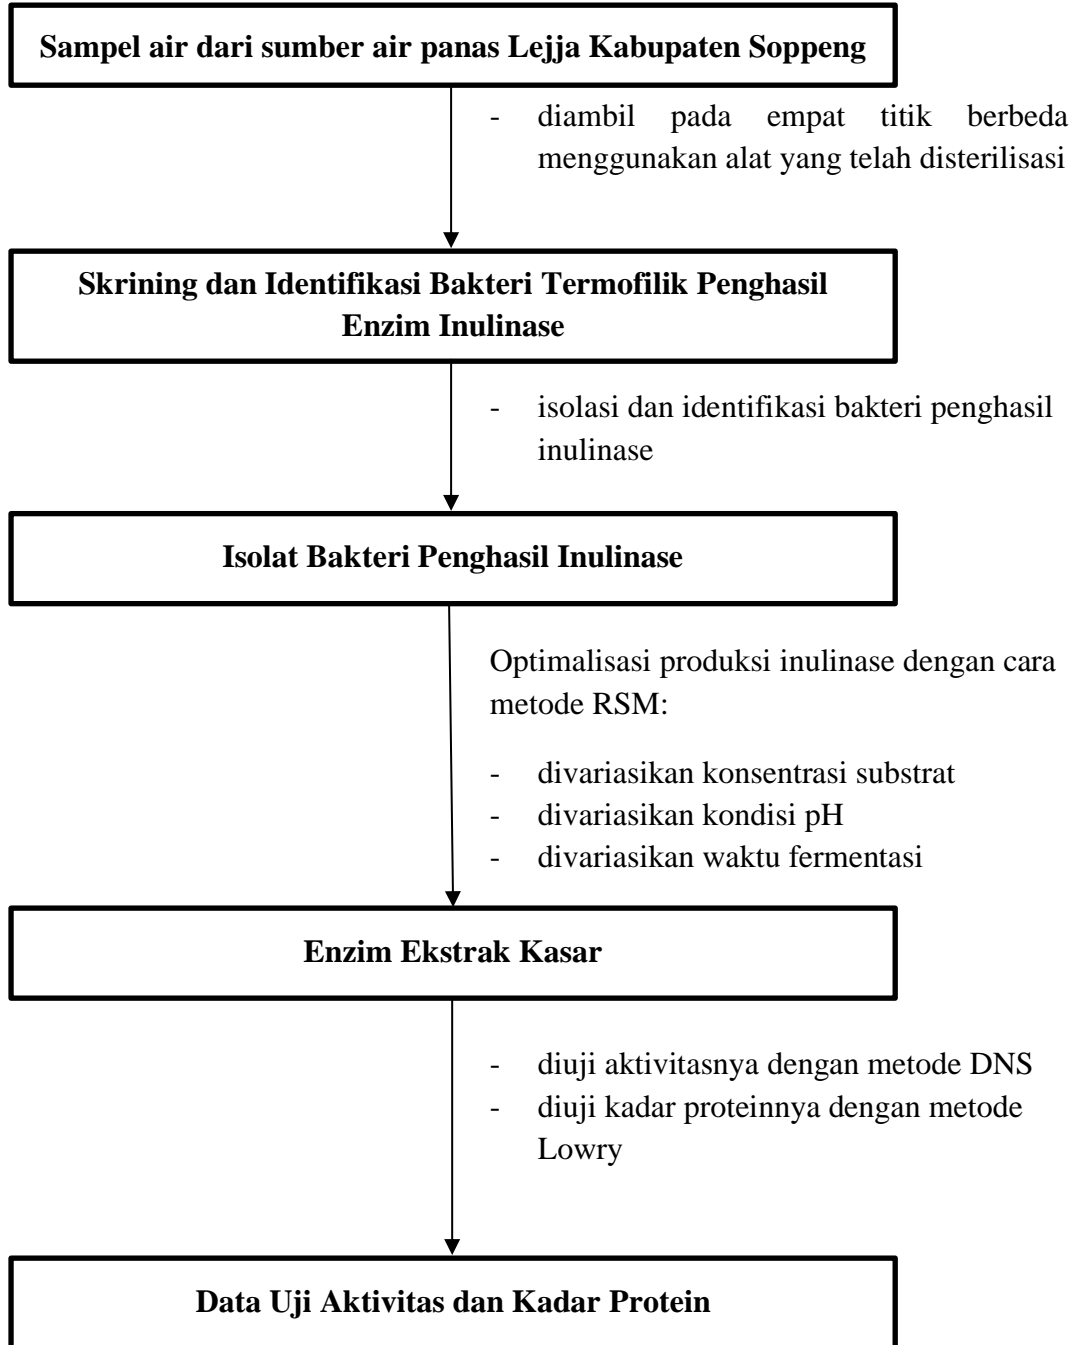 Sampel air dari sumber air panas Lejja Kabupaten Soppeng
- diambil pada empat titik berbeda
menggunakan alat yang telah disterilisasi
Skrining dan Identifikasi Bakteri Termofilik Penghasil
Enzim Inulinase
- isolasi dan identifikasi bakteri penghasil
inulinase
Isolat Bakteri Penghasil Inulinase
Optimalisasi produksi inulinase dengan cara
metode RSM:
- divariasikan konsentrasi substrat
- divariasikan kondisi pH
- divariasikan waktu fermentasi
Enzim Ekstrak Kasar
- diuji aktivitasnya dengan metode DNS
- diuji kadar proteinnya dengan metode
Lowry
Data Uji Aktivitas dan Kadar Protein